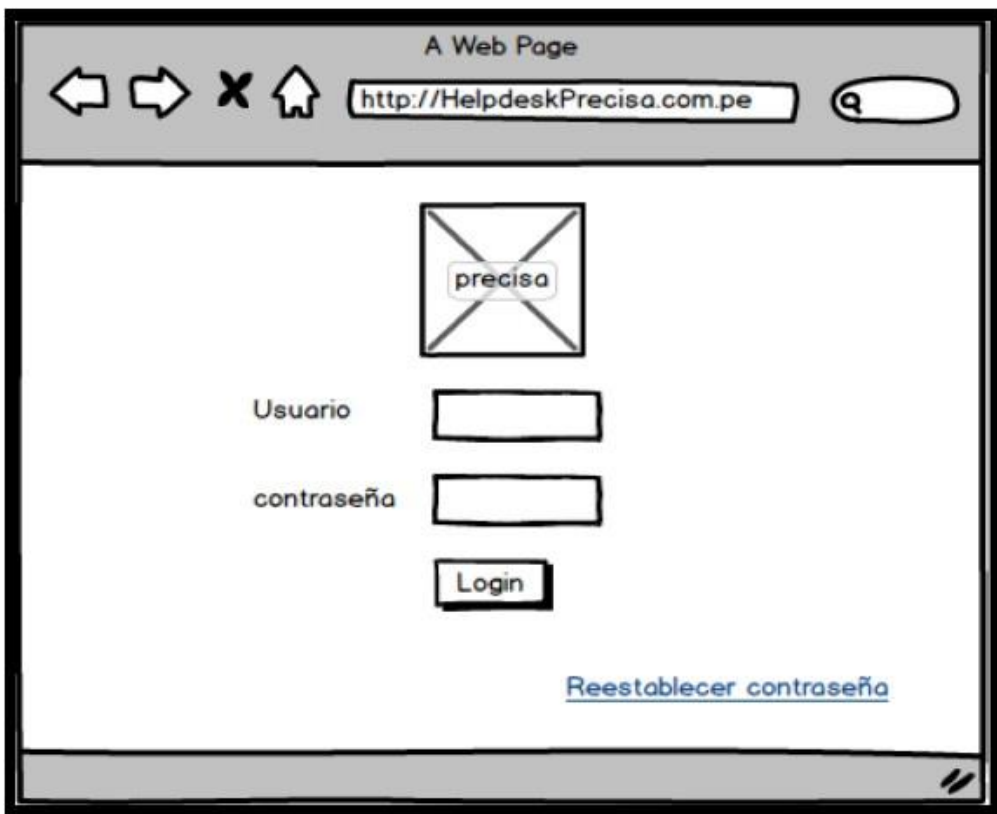 A Web Page
http://HelpdeskPrecisa.com.pe
precisa
Usuario
contraseña
Login
Reestablecer contraseña